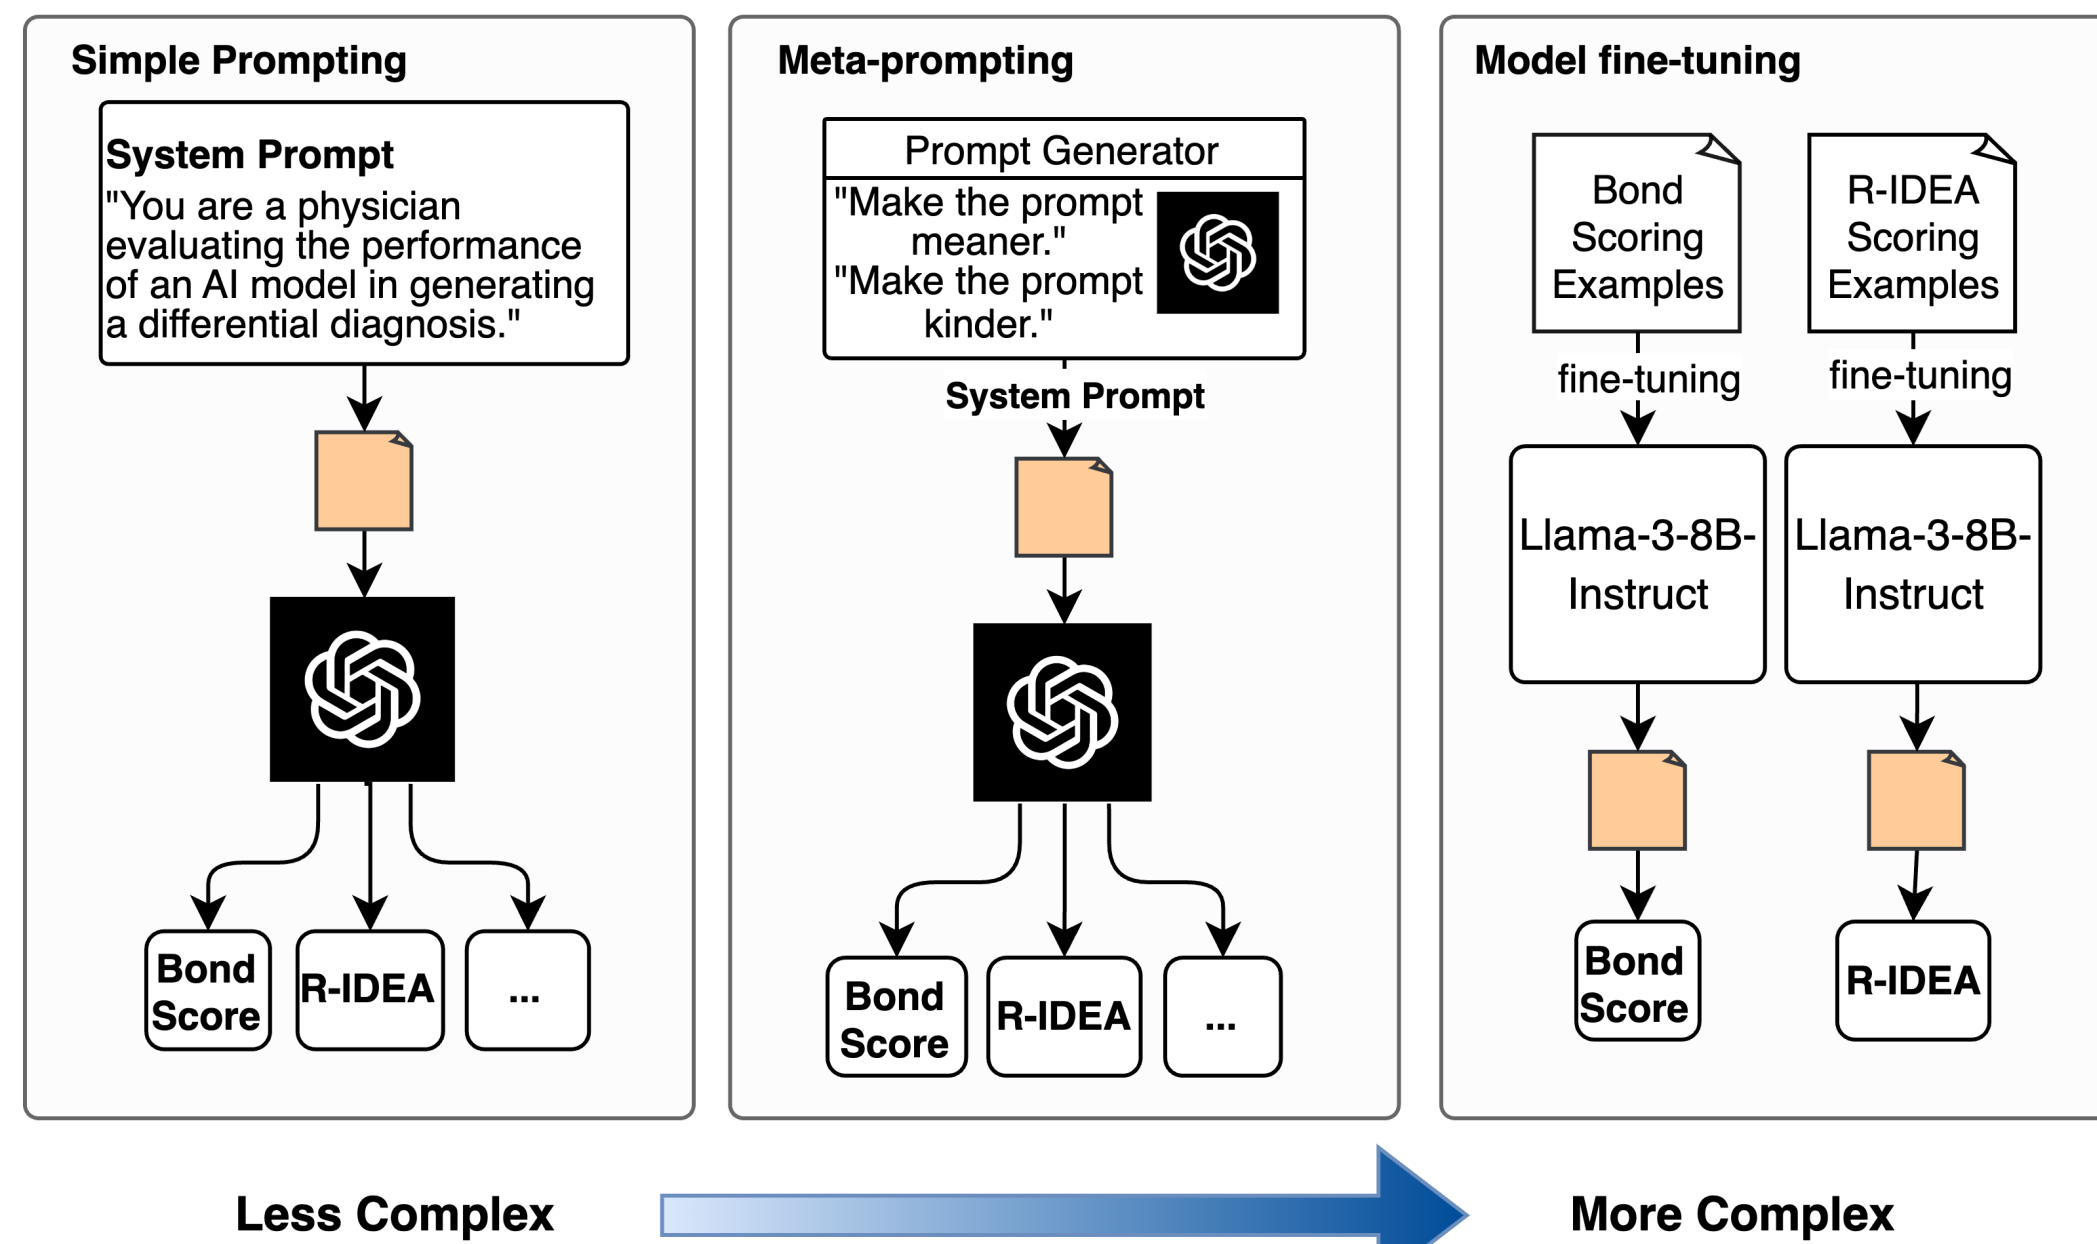 Simple Prompting
System Prompt
"You are a physician
evaluating the performance
of an AI model in generating
a differential diagnosis."
Bond
Score
R-IDEA
...
Meta-prompting
Prompt Generator
"Make the prompt
meaner."
"Make the prompt
kinder."
System Prompt
Bond
Score
R-IDEA
...
Model fine-tuning
Bond
Scoring
Examples
fine-tuning
Llama-3-8B-
Instruct
Bond
Score
R-IDEA
Scoring
Examples
fine-tuning
Llama-3-8B-
Instruct
R-IDEA
Less Complex
More Complex